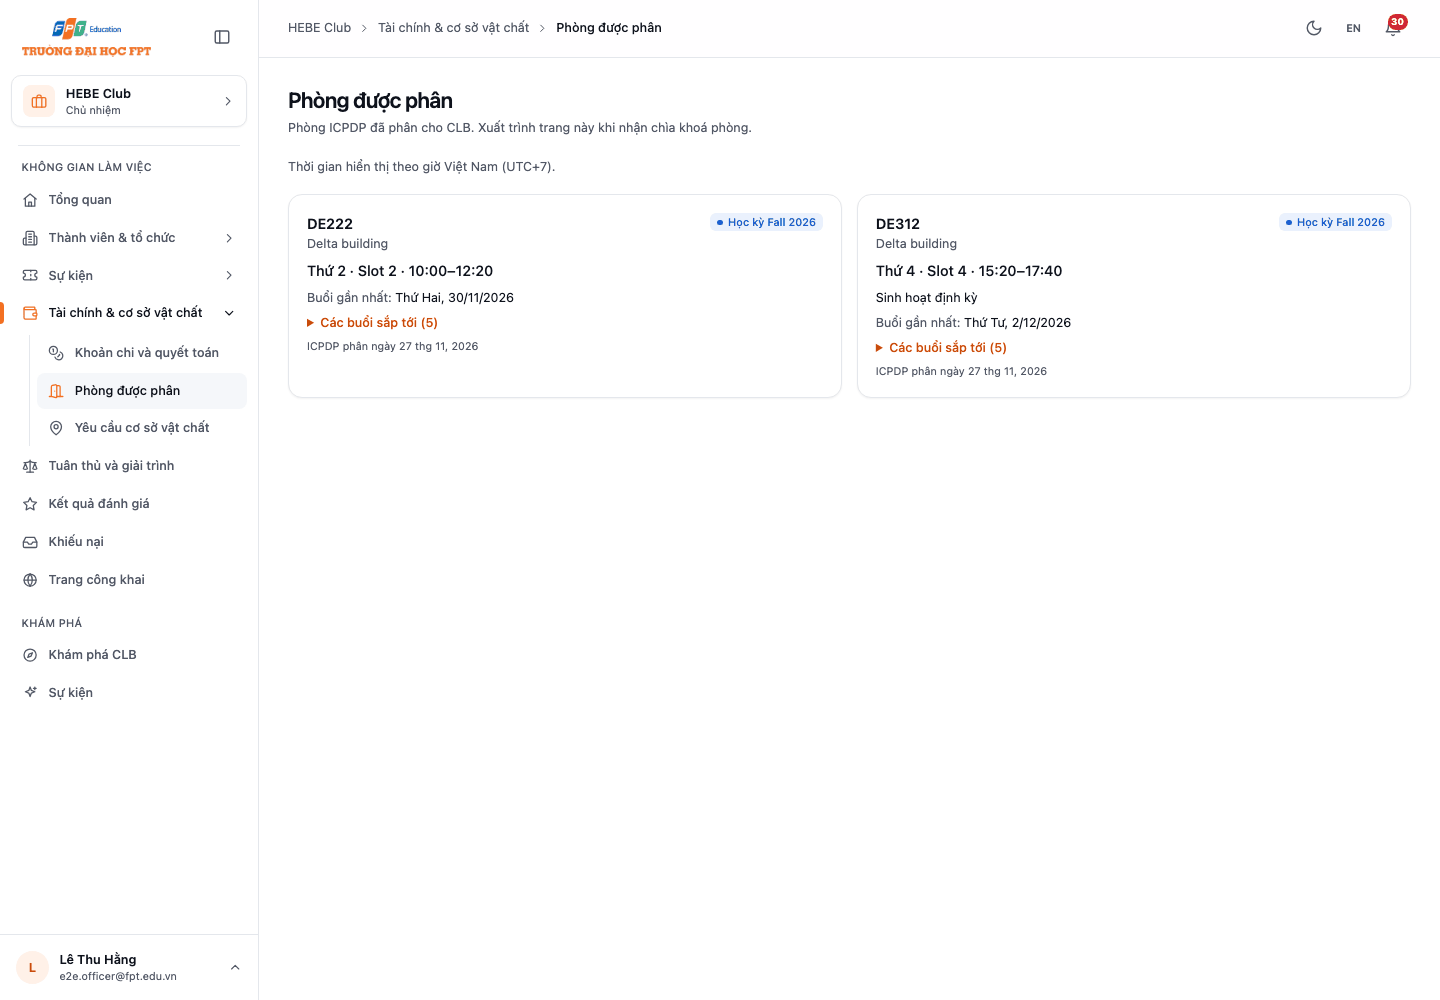 FPT Education
TRƯỜNG ĐẠI HỌC FPT
HEBE Club
Chủ nhiệm
KHÔNG GIAN LÀM VIỆC
Tổng quan
Thành viên & tổ chức
Sự kiện
Tài chính & cơ sở vật chất
Khoản chi và quyết toán
Phòng được phân
Yêu cầu cơ sở vật chất
Tuân thủ và giải trình
Kết quả đánh giá
Khiếu nại
Trang công khai
KHÁM PHÁ
Khám phá CLB
Sự kiện
L
Lê Thu Hằng
e2e.officer@fpt.edu.vn
HEBE Club > Tài chính & cơ sở vật chất > Phòng được phân
EN
30
Phòng được phân
Phòng ICPDP đã phân cho CLB. Xuất trình trang này khi nhận chìa khoá phòng.
Thời gian hiển thị theo giờ Việt Nam (UTC+7).
DE222
Học kỳ Fall 2026
Delta building
Thứ 2 · Slot 2 · 10:00–12:20
Buổi gần nhất: Thứ Hai, 30/11/2026
Các buổi sắp tới (5)
ICPDP phân ngày 27 thg 11, 2026
DE312
Học kỳ Fall 2026
Delta building
Thứ 4 · Slot 4 · 15:20–17:40
Sinh hoạt định kỳ
Buổi gần nhất: Thứ Tư, 2/12/2026
Các buổi sắp tới (5)
ICPDP phân ngày 27 thg 11, 2026